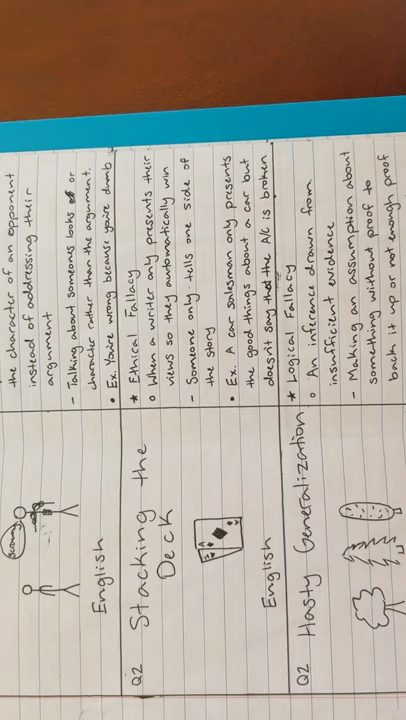 the character of an opponent
instead of addressing their
argument
- Talking about someones looks or
character rather than the argument.
• Ex. You're wrong because you're dumb
English
Q2 Stacking the
Deck
English
* Ethical Fallacy
o When a writer only presents their
views so they automatically win
- Someone only tells one side of
the story
• Ex. A car salesman only presents
the good things about a car but
doesn't say that the A/C is broken
Q2 Hasty Generalization
* Logical Fallacy
o An inference drawn from
insufficient evidence
- Making an assumption about
something without proof to
back it up or not enough proof